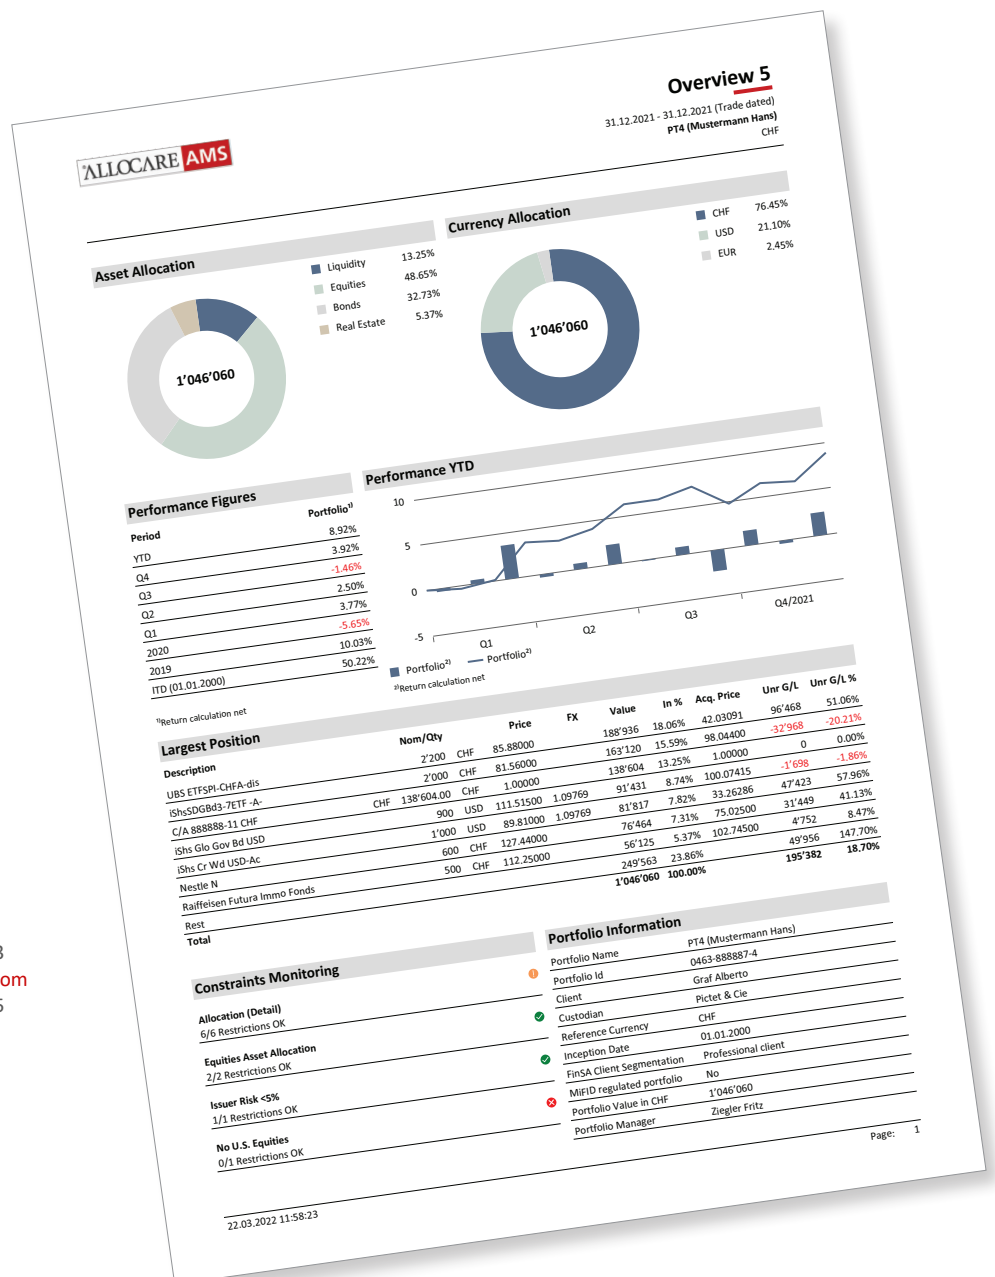 Overview 5
31.12.2021 - 31.12.2021 (Trade dated)
PT4 (Mustermann Hans)
CHF
ALLOCARE AMS
Asset Allocation
Liquidity 13.25%
Equities 48.65%
Bonds 32.73%
Real Estate 5.37%
1’046’060
Currency Allocation
CHF 76.45%
USD 21.10%
EUR 2.45%
1’046’060
Performance Figures
Period Portfolio¹⁾
YTD 8.92%
Q4 3.92%
Q3 -1.46%
Q2 2.50%
Q1 3.77%
2020 -5.65%
2019 10.03%
ITD (01.01.2000) 50.22%
¹⁾Return calculation net
Performance YTD
10
5
0
-5
Q1 Q2 Q3 Q4/2021
Portfolio²⁾ Portfolio²⁾
²⁾Return calculation net
Largest Position
Description Nom/Qty Price FX Value In % Acq. Price Unr G/L Unr G/L %
UBS ETFSPI-CHFA-dis 2’200 CHF 85.88000 188’936 18.06% 42.03091 96’468 51.06%
iShsSDGBd3-7ETF -A- 2’000 CHF 81.56000 163’120 15.59% 98.04400 -32’968 -20.21%
C/A 888888-11 CHF CHF 138’604.00 CHF 1.00000 138’604 13.25% 1.00000 0 0.00%
iShs Glo Gov Bd USD 900 USD 111.51500 1.09769 91’431 8.74% 100.07415 -1’698 -1.86%
iShs Cr Wd USD-Ac 1’000 USD 89.81000 1.09769 81’817 7.82% 33.26286 47’423 57.96%
Nestle N 600 CHF 127.44000 76’464 7.31% 75.02500 31’449 41.13%
Raiffeisen Futura Immo Fonds 500 CHF 112.25000 56’125 5.37% 102.74500 4’752 8.47%
Rest 249’563 23.86% 49’956 147.70%
Total 1’046’060 100.00% 195’382 18.70%
Constraints Monitoring
Allocation (Detail)
6/6 Restrictions OK
Equities Asset Allocation
2/2 Restrictions OK
Issuer Risk <5%
1/1 Restrictions OK
No U.S. Equities
0/1 Restrictions OK
Portfolio Information
Portfolio Name PT4 (Mustermann Hans)
Portfolio Id 0463-888887-4
Client Graf Alberto
Custodian Pictet & Cie
Reference Currency CHF
Inception Date 01.01.2000
FinSA Client Segmentation Professional client
MiFID regulated portfolio No
Portfolio Value in CHF 1’046’060
Portfolio Manager Ziegler Fritz
22.03.2022 11:58:23
Page: 1
om